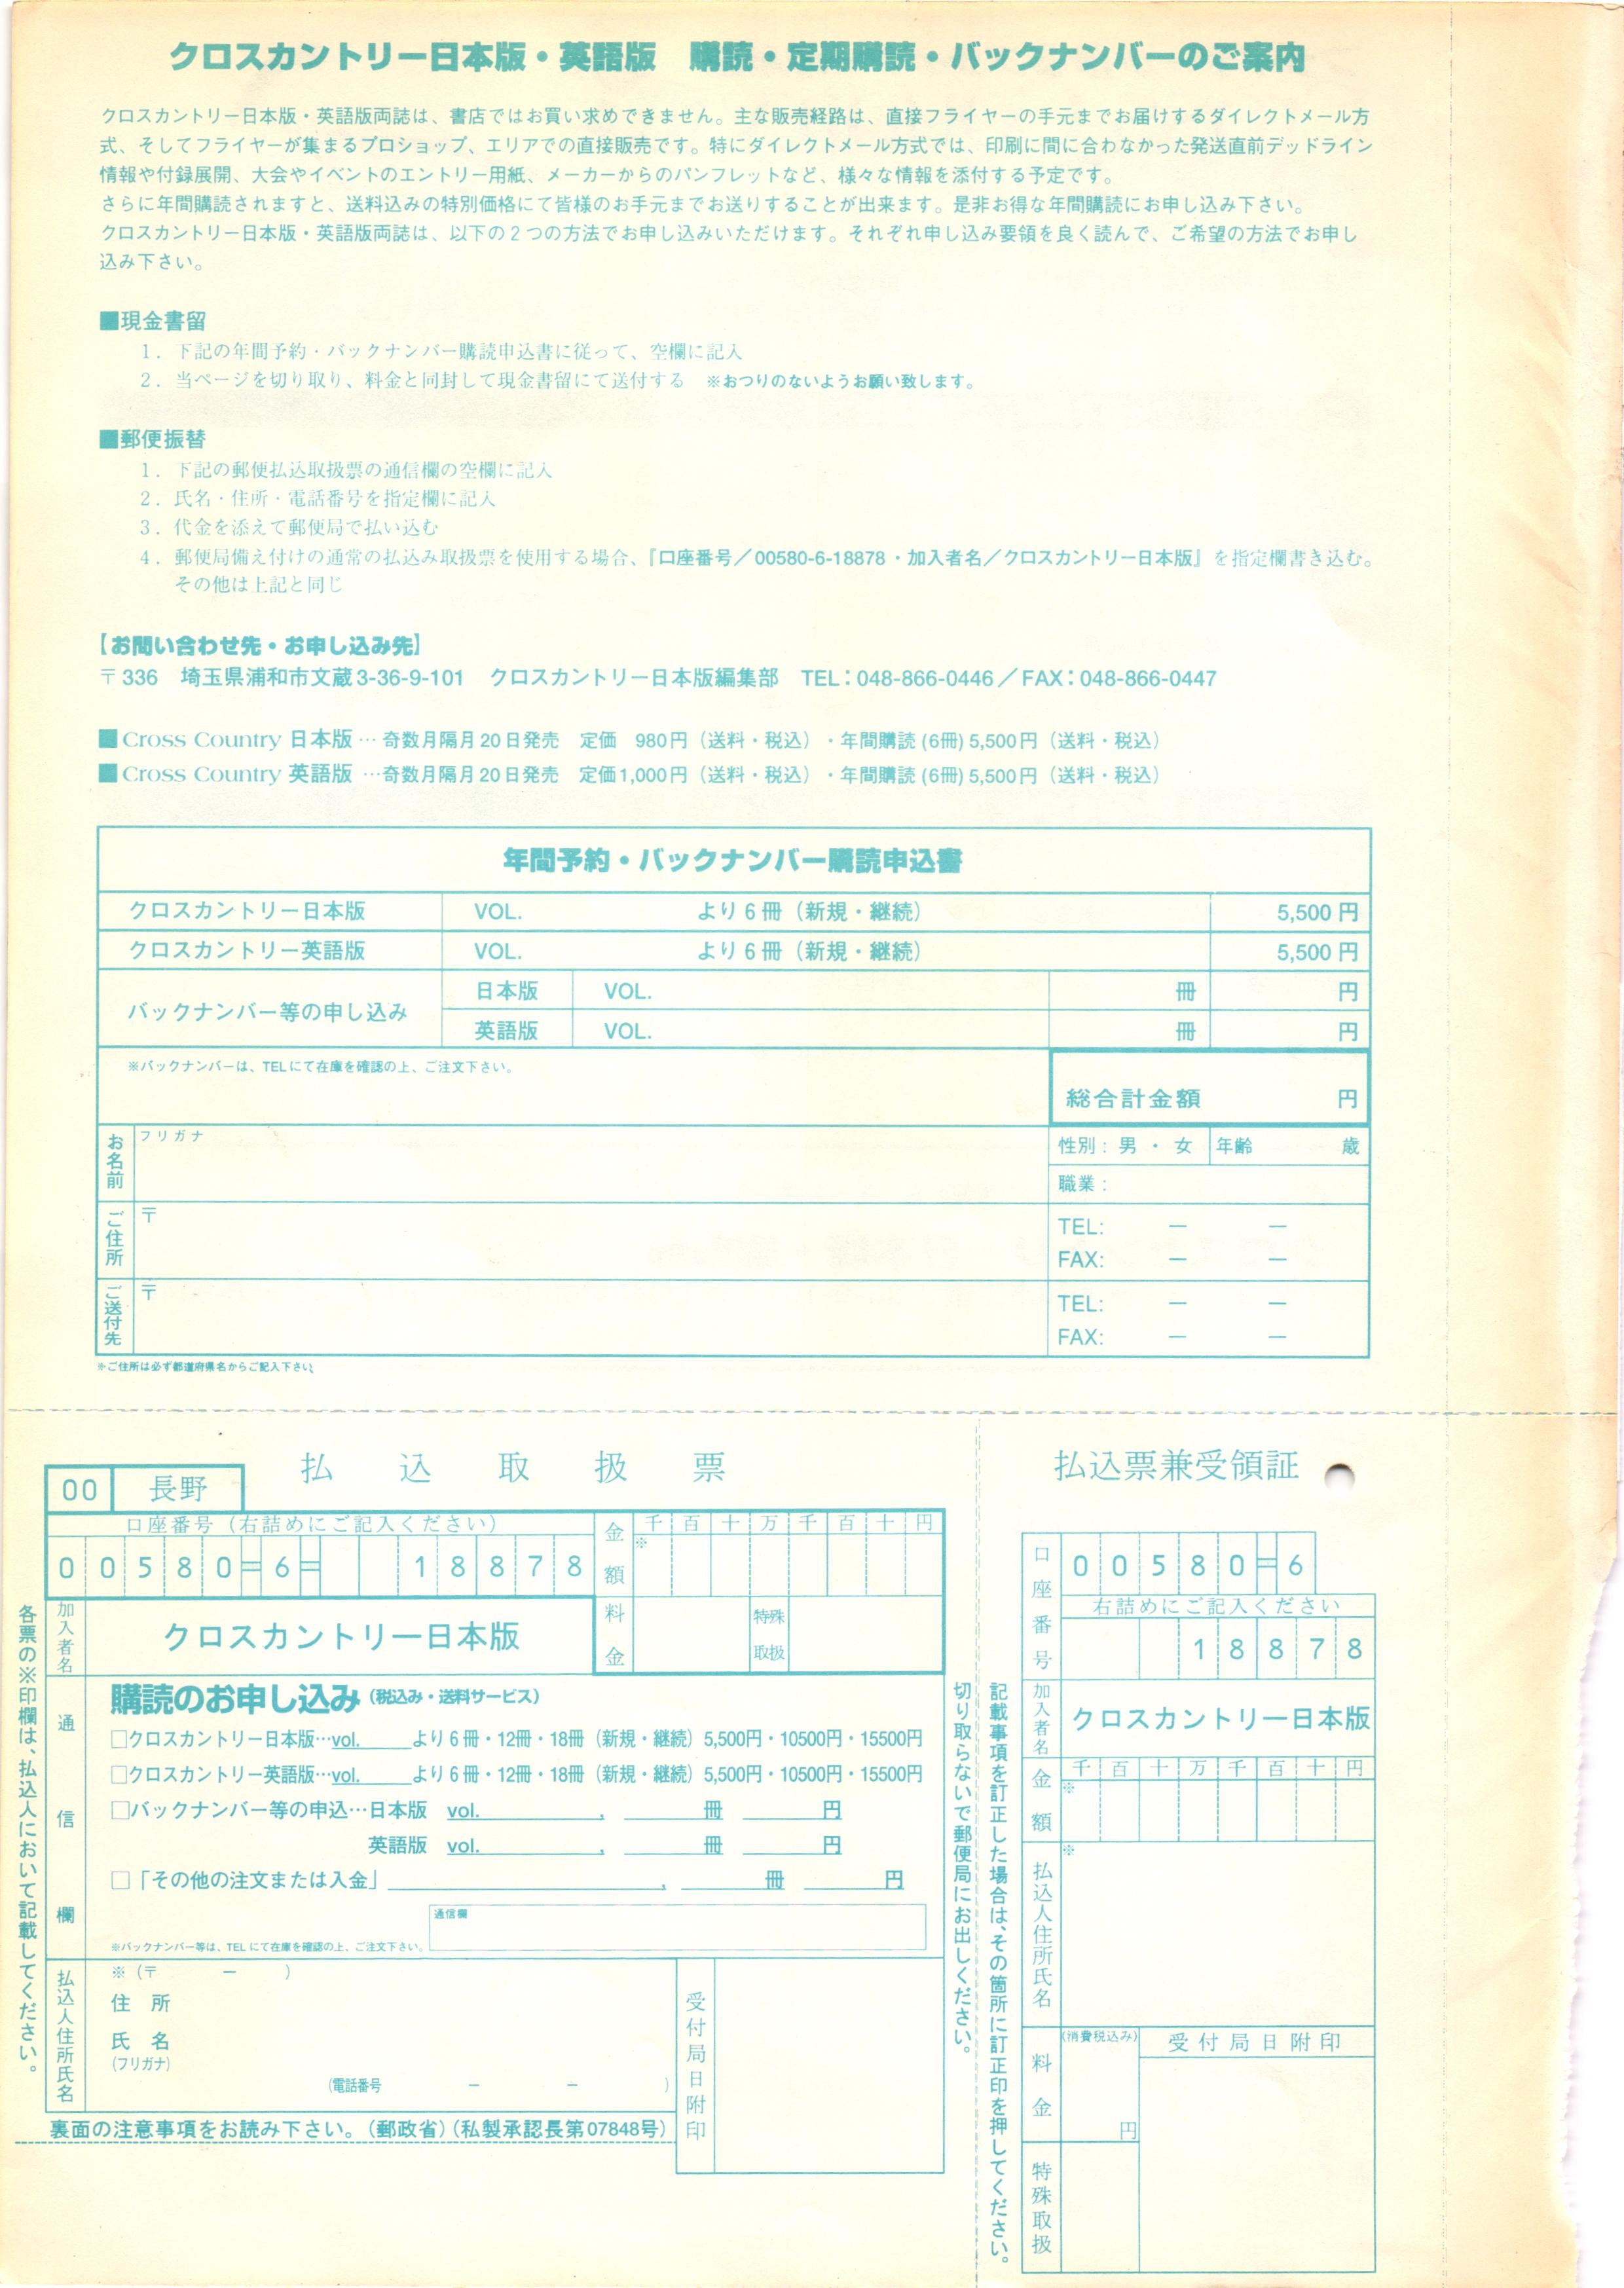 クロスカントリー日本版・英語版　購読・定期購読・バックナンバーのご案内
クロスカントリー日本版・英語版両誌は、書店ではお買い求めできません。主な販売経路は、直接フライヤーの手元までお届けするダイレクトメール方
式、そしてフライヤーが集まるプロショップ、エリアでの直接販売です。特にダイレクトメール方式では、印刷に間に合わなかった発送直前デッドライン
情報や付録展開、大会やイベントのエントリー用紙、メーカーからのパンフレットなど、様々な情報を添付する予定です。
さらに年間購読されますと、送料込みの特別価格にて皆様のお手元までお送りすることが出来ます。是非お得な年間購読にお申し込み下さい。
クロスカントリー日本版・英語版両誌は、以下の２つの方法でお申し込みいただけます。それぞれ申し込み要領を良く読んで、ご希望の方法でお申し
込み下さい。
■現金書留
1．下記の年間予約・バックナンバー購読申込書に従って、空欄に記入
2．当ページを切り取り、料金と同封して現金書留にて送付する　※おつりのないようお願い致します。
■郵便振替
1．下記の郵便払込取扱票の通信欄の空欄に記入
2．氏名・住所・電話番号を指定欄に記入
3．代金を添えて郵便局で払い込む
4．郵便局備え付けの通常の払込み取扱票を使用する場合、『口座番号／00580-6-18878・加入者名／クロスカントリー日本版』を指定欄書き込む。
その他は上記と同じ
【お問い合わせ先・お申し込み先】
〒336　埼玉県浦和市文蔵3-36-9-101　クロスカントリー日本版編集部　TEL：048-866-0446／FAX：048-866-0447
■Cross Country 日本版…奇数月隔月20日発売　定価　980円（送料・税込）・年間購読(6冊)5,500円（送料・税込）
■Cross Country 英語版…奇数月隔月20日発売　定価1,000円（送料・税込）・年間購読(6冊)5,500円（送料・税込）
年間予約・バックナンバー購読申込書
クロスカントリー日本版　VOL.　より6冊（新規・継続）　5,500円
クロスカントリー英語版　VOL.　より6冊（新規・継続）　5,500円
バックナンバー等の申し込み
日本版　VOL.　冊　円
英語版　VOL.　冊　円
※バックナンバーは、TELにて在庫を確認の上、ご注文下さい。
総合計金額　円
お名前　フリガナ
性別：男・女　年齢　歳
職業：
ご住所　〒
TEL:　－　－
FAX:　－　－
ご送付先　〒
TEL:　－　－
FAX:　－　－
※ご住所は必ず都道府県名からご記入下さい。
00　長野
払込取扱票
口座番号（右詰めにご記入ください）
00580=6=　18878
金額　千百十万千百十円
※
加入者名　クロスカントリー日本版
料金　特殊取扱
通信欄
購読のお申し込み（税込み・送料サービス）
□クロスカントリー日本版…vol.　より6冊・12冊・18冊（新規・継続）5,500円・10500円・15500円
□クロスカントリー英語版…vol.　より6冊・12冊・18冊（新規・継続）5,500円・10500円・15500円
□バックナンバー等の申込…日本版　vol.　，　冊　円
英語版　vol.　，　冊　円
□「その他の注文または入金」　，　冊　円
通信欄
※バックナンバー等は、TELにて在庫を確認の上、ご注文下さい。
払込人住所氏名
※（〒　－　）
住所
氏名
（フリガナ）
（電話番号　－　－　）
受付局日附印
裏面の注意事項をお読み下さい。（郵政省）（私製承認長第07848号）
各票の※印欄は、払込人において記載してください。
切り取らないで郵便局にお出しください。
記載事項を訂正した場合は、その箇所に訂正印を押してください。
払込票兼受領証
口座番号　00580=6
右詰めにご記入ください
18878
加入者名　クロスカントリー日本版
金額　千百十万千百十円
※
払込人住所氏名
※
料金　（消費税込み）　円
受付局日附印
特殊取扱